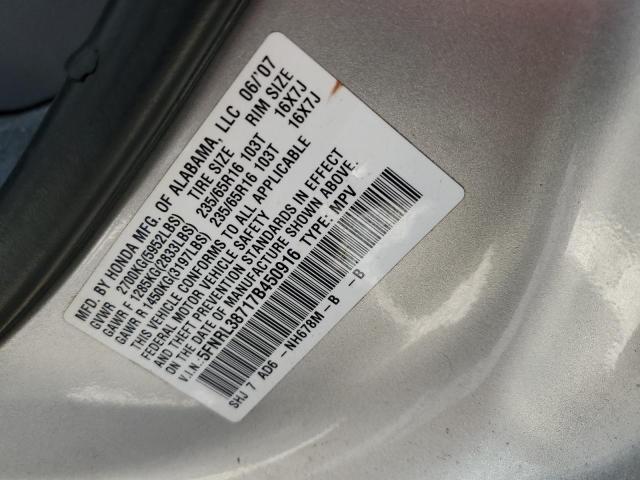 MFD. BY HONDA MFG. OF ALABAMA, LLC 06/'07
GVWR 2700KG(5952LBS) TIRE SIZE RIM SIZE
GAWR F 1285KG(2833LBS) 235/65R16 103T 16X7J
GAWR R 1450KG(3197LBS) 235/65R16 103T 16X7J
THIS VEHICLE CONFORMS TO ALL APPLICABLE
FEDERAL MOTOR VEHICLE SAFETY
AND THEFT PREVENTION STANDARDS IN EFFECT
ON THE DATE OF MANUFACTURE SHOWN ABOVE.
V.I.N.: 5FNRL38717B450916 TYPE: MPV
SHJ 7 AD6 - NH678M - B - B